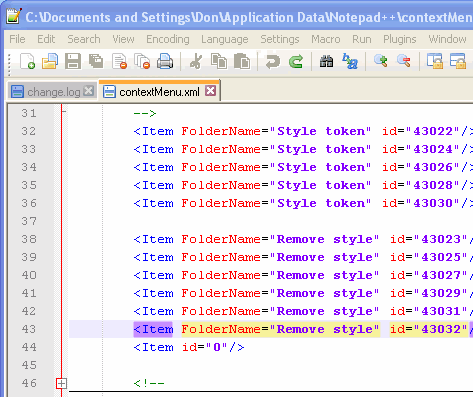 C:\Documents and Settings\Don\Application Data\Notepad++\contextMenu
File Edit Search View Encoding Language Settings Macro Run Plugins Window
change.log contextMenu.xml
31 -->
32 <Item FolderName="Style token" id="43022"/>
33 <Item FolderName="Style token" id="43024"/>
34 <Item FolderName="Style token" id="43026"/>
35 <Item FolderName="Style token" id="43028"/>
36 <Item FolderName="Style token" id="43030"/>
37
38 <Item FolderName="Remove style" id="43023"/
39 <Item FolderName="Remove style" id="43025"/
40 <Item FolderName="Remove style" id="43027"/
41 <Item FolderName="Remove style" id="43029"/
42 <Item FolderName="Remove style" id="43031"/
43 <Item FolderName="Remove style" id="43032"/
44 <Item id="0"/>
45
46 <!--